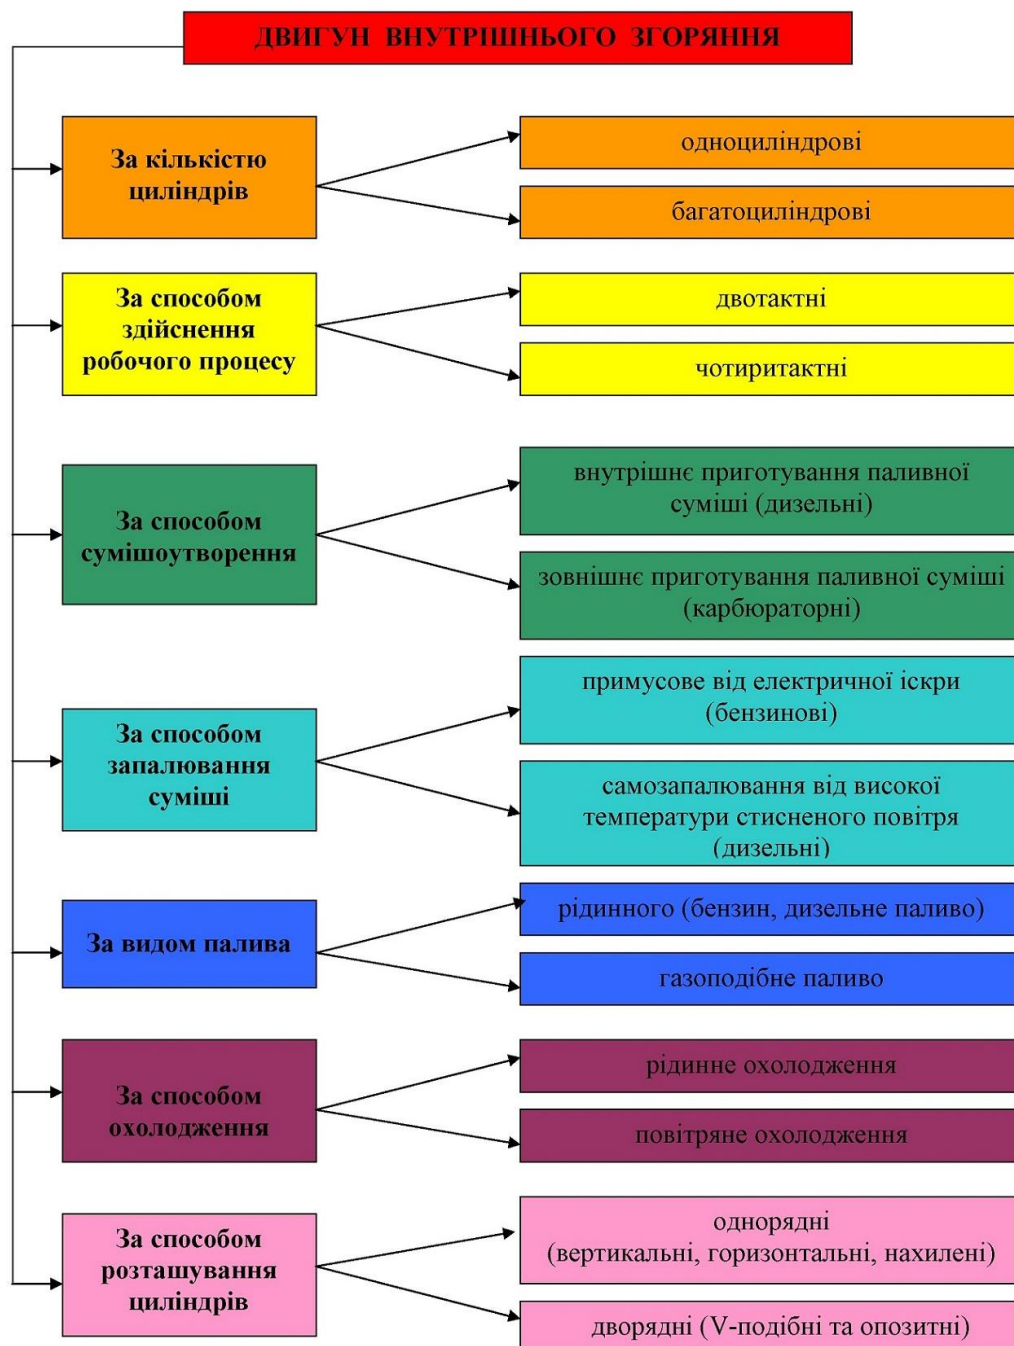 ДВИГУН ВНУТРІШНЬОГО ЗГОРЯННЯ
За кількістю
циліндрів
одноциліндрові
багатоциліндрові
За способом
здійснення
робочого процесу
двотактні
чотиритактні
За способом
сумішоутворення
внутрішнє приготування паливної
суміші (дизельні)
зовнішнє приготування паливної суміші
(карбюраторні)
За способом
запалювання
суміші
примусове від електричної іскри
(бензинові)
самозапалювання від високої
температури стисненого повітря
(дизельні)
За видом палива
рідинного (бензин, дизельне паливо)
газоподібне паливо
За способом
охолодження
рідинне охолодження
повітряне охолодження
За способом
розташування
циліндрів
однорядні
(вертикальні, горизонтальні, нахилені)
дворядні (V-подібні та опозитні)